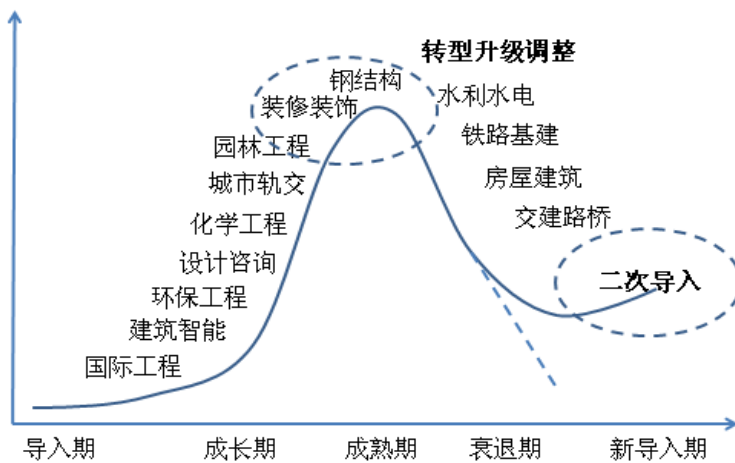 转型升级调整
钢结构
水利水电
装修装饰
铁路基建
园林工程
房屋建筑
城市轨交
交建路桥
化学工程
设计咨询
二次导入
环保工程
建筑智能
国际工程
导入期
成长期
成熟期
衰退期
新导入期